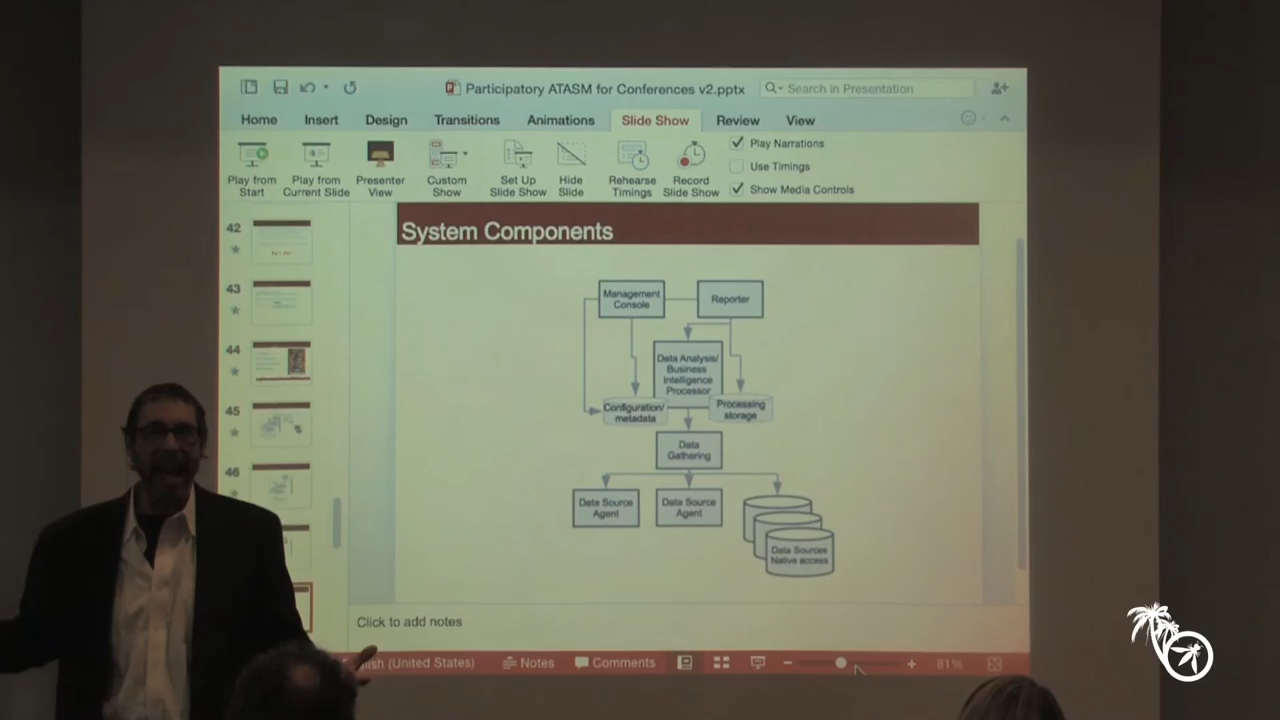 Participatory ATASM for Conferences v2.pptx
Search in Presentation
Home
Insert
Design
Transitions
Animations
Slide Show
Review
View
Play from
Start
Play from
Current Slide
Presenter
View
Custom
Show
Set Up
Slide Show
Hide
Slide
Rehearse
Timings
Record
Slide Show
Play Narrations
Use Timings
Show Media Controls
42
43
44
45
46
System Components
Management
Console
Reporter
Data Analysis/
Business
Intelligence
Processor
Configuration/
metadata
Processing
storage
Data
Gathering
Data Source
Agent
Data Source
Agent
Data Sources
Native access
Click to add notes
(United States)
Notes
Comments
81%